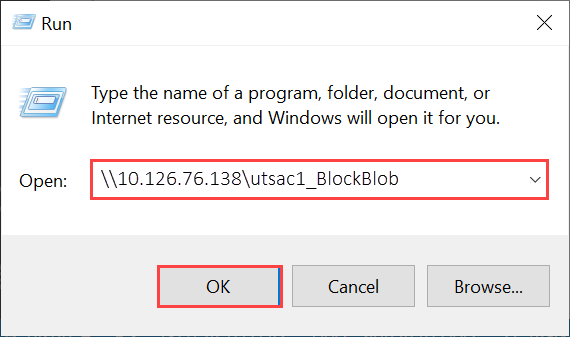 Run
Type the name of a program, folder, document, or
Internet resource, and Windows will open it for you.
Open:
\\10.126.76.138\utsac1_BlockBlob
OK
Cancel
Browse...